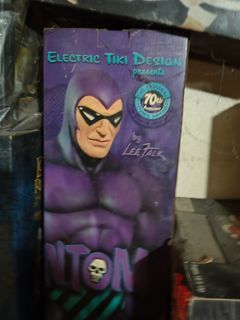 ELECTRIC TIKI DESIGN
presents
70th
by
LEE FALK
NTOM